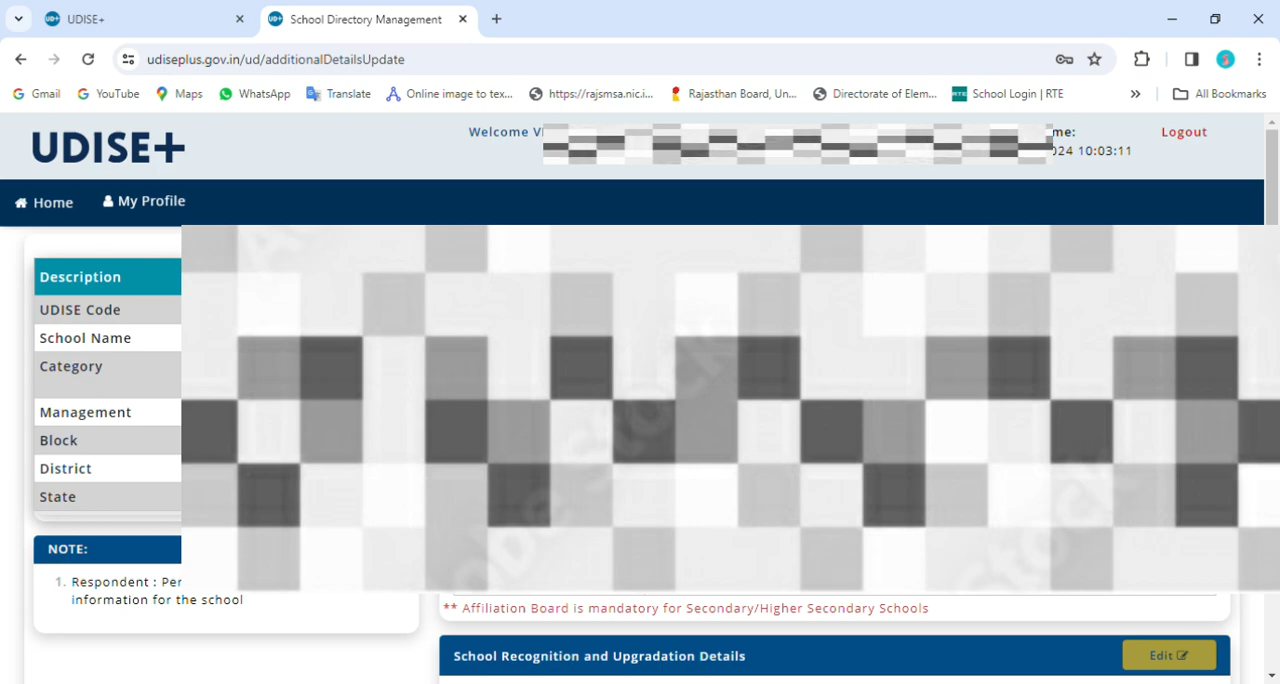 UDISE+
School Directory Management
udiseplus.gov.in/ud/additionalDetailsUpdate
Gmail YouTube Maps WhatsApp Translate Online image to tex... https://rajsmsa.nic.i... Rajasthan Board, Un... Directorate of Elem... RTE School Login | RTE » All Bookmarks
UDISE+
Welcome
me:
Logout
024 10:03:11
Home My Profile
Description
UDISE Code
School Name
Category
Management
Block
District
State
NOTE:
1. Respondent : Per
information for the school
** Affiliation Board is mandatory for Secondary/Higher Secondary Schools
School Recognition and Upgradation Details
Edit